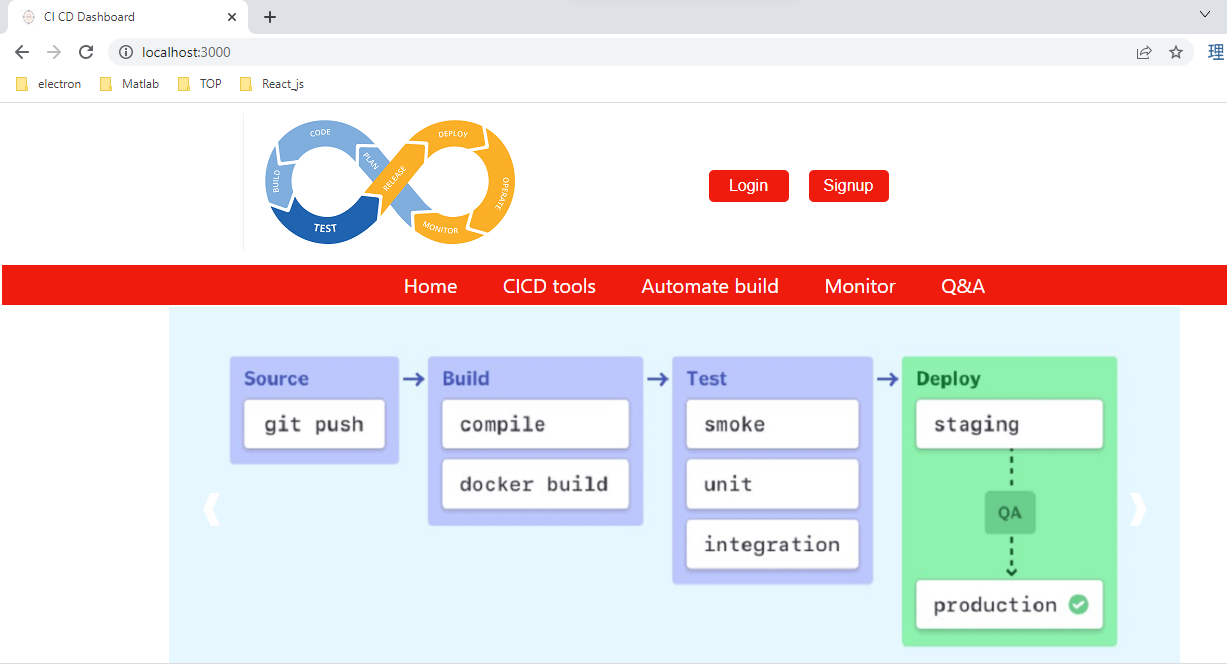 CI CD Dashboard
localhost:3000
理
electron Matlab TOP React_js
CODE
DEPLOY
PLAN
BUILD
RELEASE
OPERATE
TEST
MONITOR
Login Signup
Home CICD tools Automate build Monitor Q&A
Source
git push
Build
compile
docker build
Test
smoke
unit
integration
Deploy
staging
QA
production